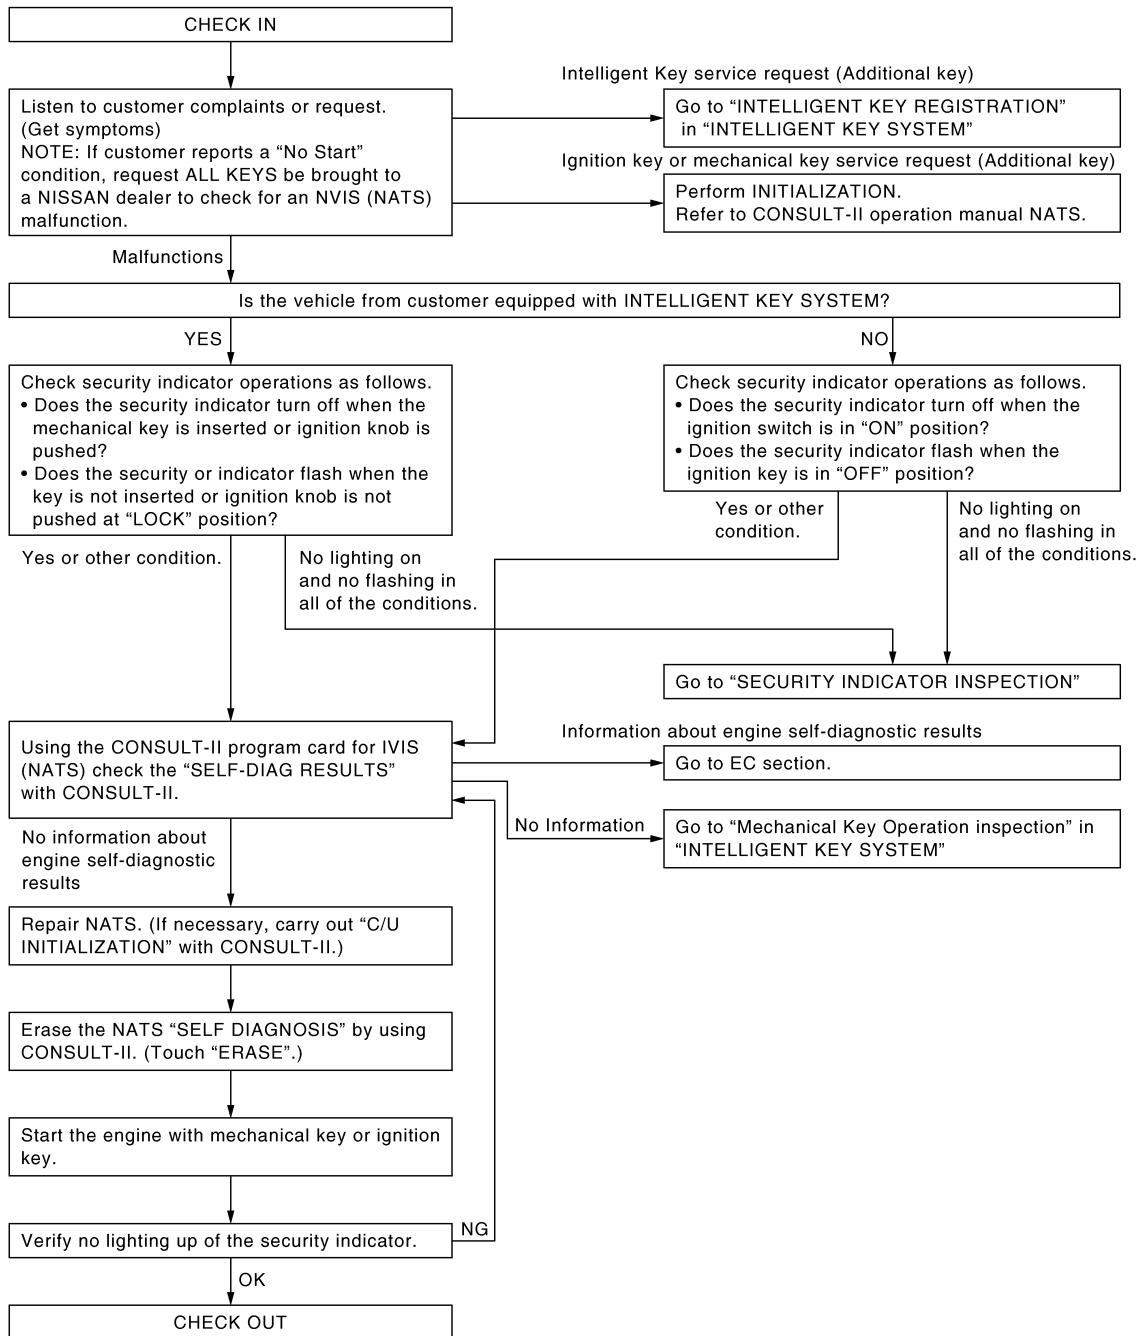 CHECK IN
Intelligent Key service request (Additional key)
Listen to customer complaints or request.
(Get symptoms)
NOTE: If customer reports a “No Start”
condition, request ALL KEYS be brought to
a NISSAN dealer to check for an NVIS (NATS)
malfunction.
Go to “INTELLIGENT KEY REGISTRATION”
in “INTELLIGENT KEY SYSTEM”
Ignition key or mechanical key service request (Additional key)
Perform INITIALIZATION.
Refer to CONSULT-II operation manual NATS.
Malfunctions
Is the vehicle from customer equipped with INTELLIGENT KEY SYSTEM?
YES
NO
Check security indicator operations as follows.
• Does the security indicator turn off when the
mechanical key is inserted or ignition knob is
pushed?
• Does the security or indicator flash when the
key is not inserted or ignition knob is not
pushed at “LOCK” position?
Check security indicator operations as follows.
• Does the security indicator turn off when the
ignition switch is in “ON” position?
• Does the security indicator flash when the
ignition key is in “OFF” position?
Yes or other
condition.
No lighting on
and no flashing in
all of the conditions.
Yes or other condition.
No lighting on
and no flashing in
all of the conditions.
Go to “SECURITY INDICATOR INSPECTION”
Using the CONSULT-II program card for IVIS
(NATS) check the “SELF-DIAG RESULTS”
with CONSULT-II.
Information about engine self-diagnostic results
Go to EC section.
No Information
Go to “Mechanical Key Operation inspection” in
“INTELLIGENT KEY SYSTEM”
No information about
engine self-diagnostic
results
Repair NATS. (If necessary, carry out “C/U
INITIALIZATION” with CONSULT-II.)
Erase the NATS “SELF DIAGNOSIS” by using
CONSULT-II. (Touch “ERASE”.)
Start the engine with mechanical key or ignition
key.
Verify no lighting up of the security indicator.
NG
OK
CHECK OUT